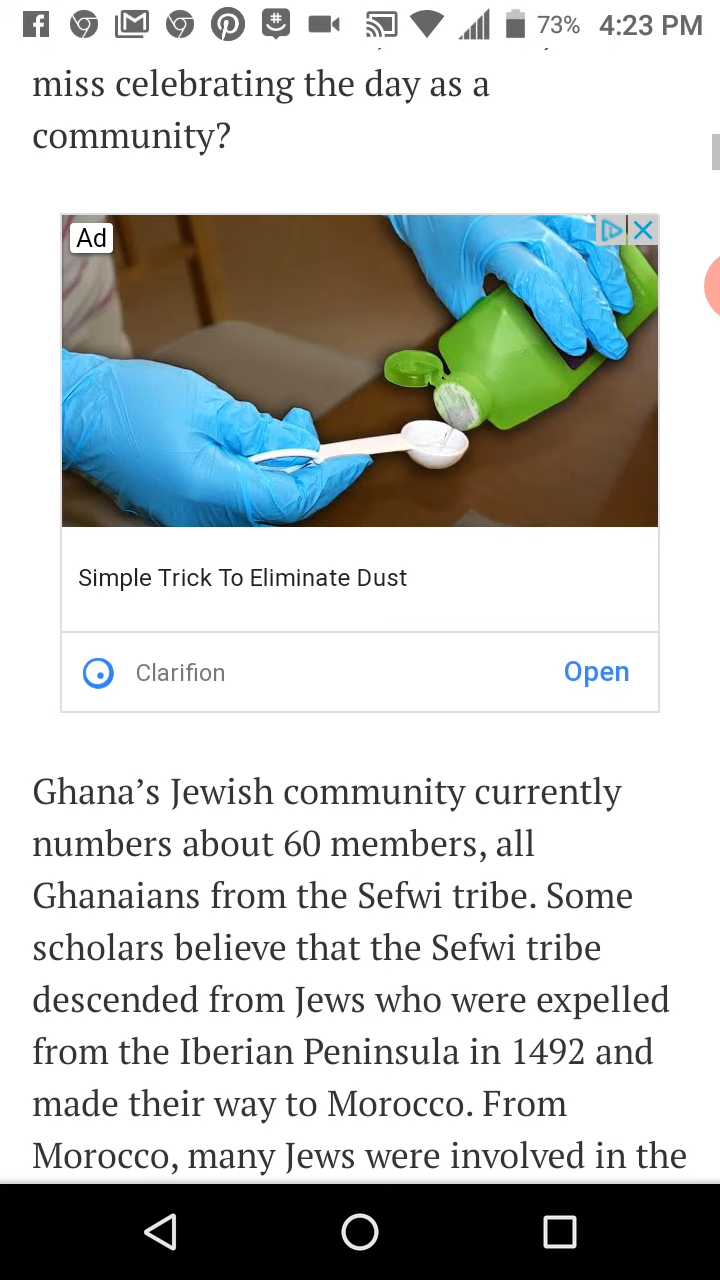 73% 4:23 PM
miss celebrating the day as a
community?
Ad
Simple Trick To Eliminate Dust
Clarifion
Open
Ghana’s Jewish community currently
numbers about 60 members, all
Ghanaians from the Sefwi tribe. Some
scholars believe that the Sefwi tribe
descended from Jews who were expelled
from the Iberian Peninsula in 1492 and
made their way to Morocco. From
Morocco, many Jews were involved in the